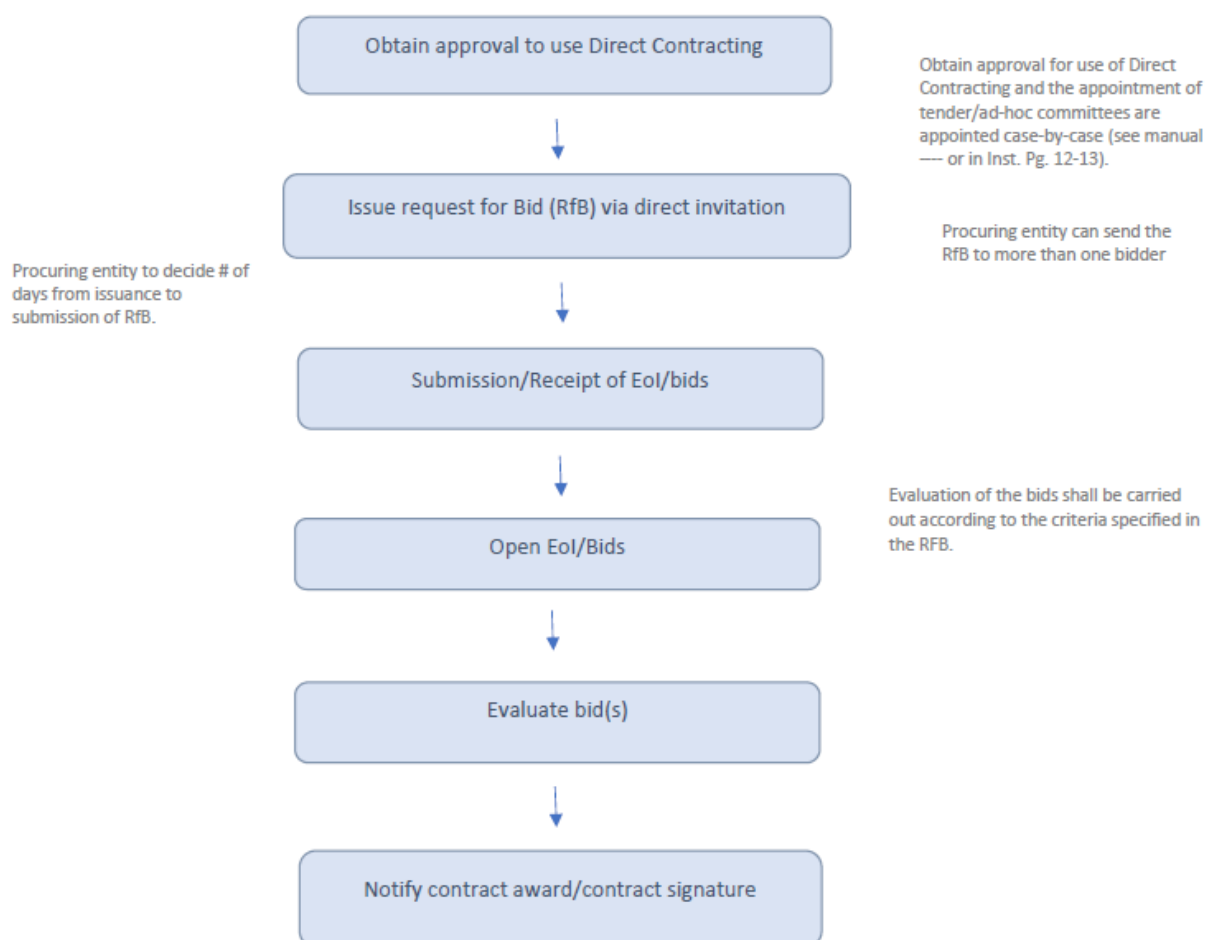 Obtain approval to use Direct Contracting
Obtain approval for use of Direct
Contracting and the appointment of
tender/ad-hoc committees are
appointed case-by-case (see manual
---- or in Inst. Pg. 12-13).
Issue request for Bid (RfB) via direct invitation
Procuring entity can send the
RfB to more than one bidder
Procuring entity to decide # of
days from issuance to
submission of RfB.
Submission/Receipt of EoI/bids
Open EoI/Bids
Evaluation of the bids shall be carried
out according to the criteria specified in
the RFB.
Evaluate bid(s)
Notify contract award/contract signature